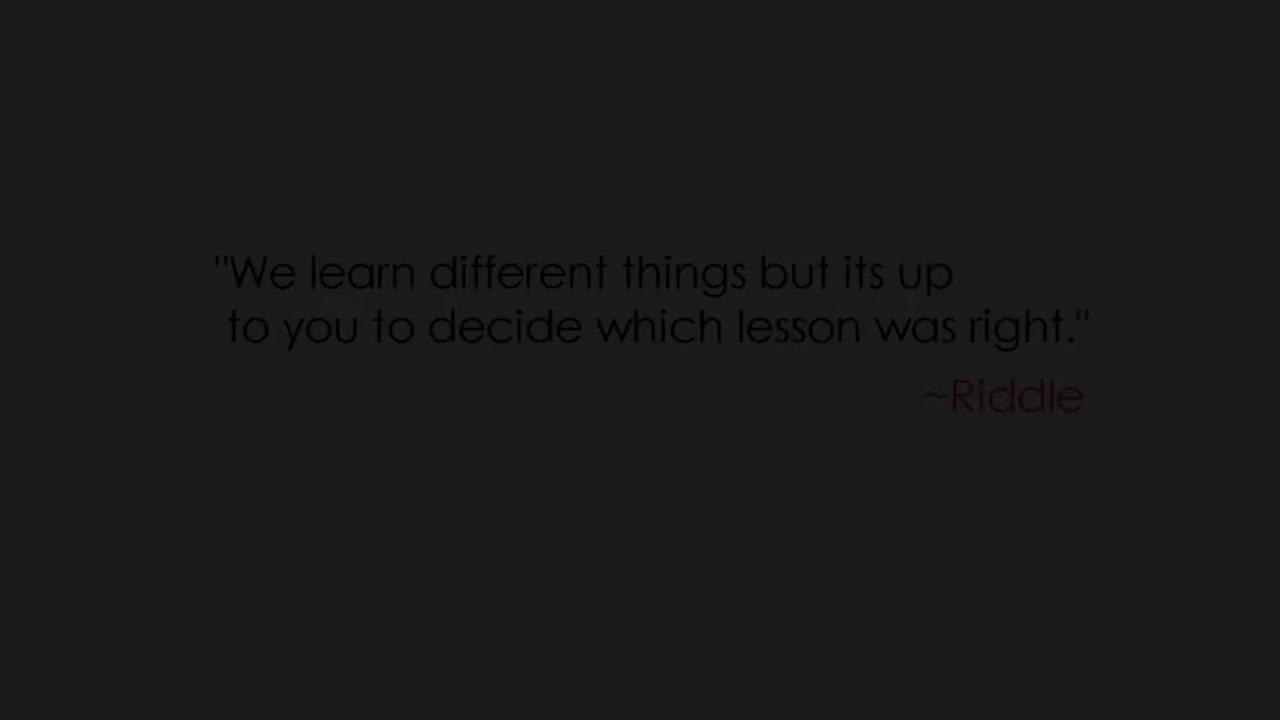 "We learn different things but its up
to you to decide which lesson was right."
~Riddle